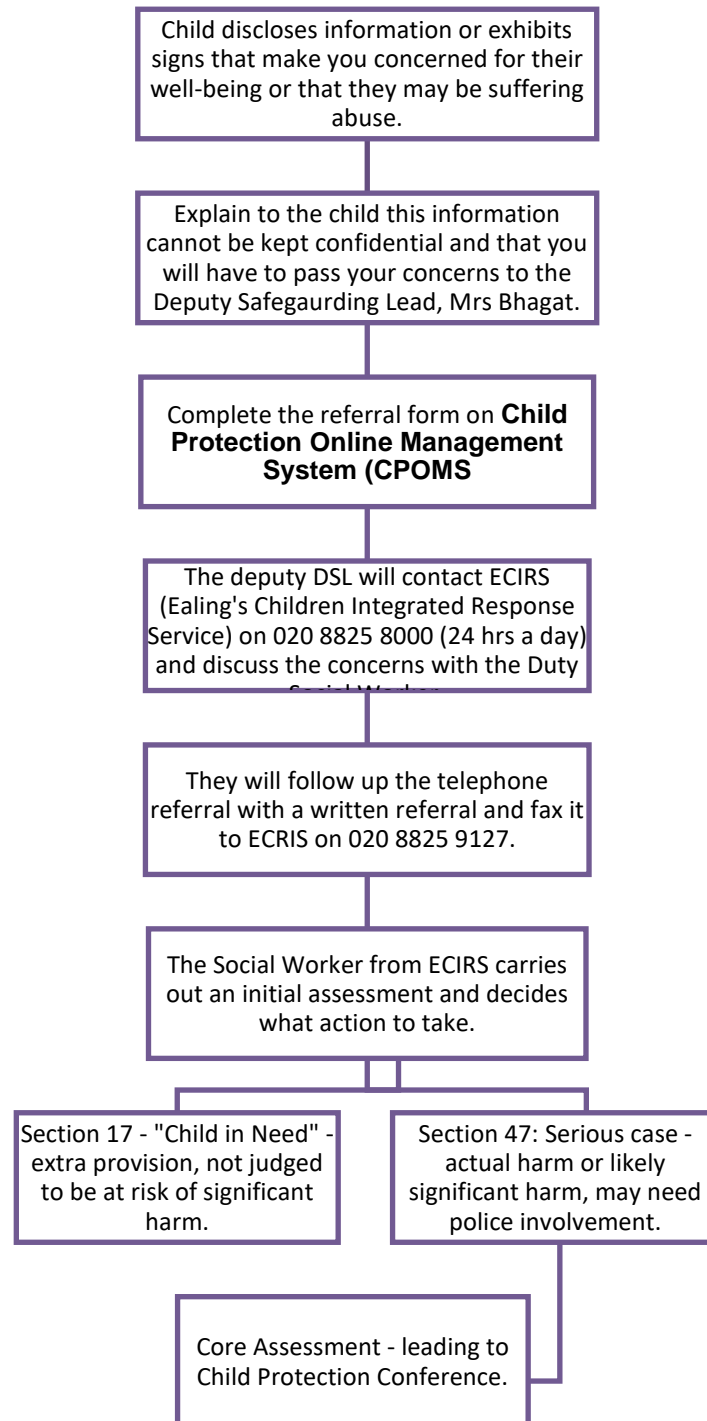 Child discloses information or exhibits
signs that make you concerned for their
well-being or that they may be suffering
abuse.
Explain to the child this information
cannot be kept confidential and that you
will have to pass your concerns to the
Deputy Safegaurding Lead, Mrs Bhagat.
Complete the referral form on Child
Protection Online Management
System (CPOMS
The deputy DSL will contact ECIRS
(Ealing's Children Integrated Response
Service) on 020 8825 8000 (24 hrs a day)
and discuss the concerns with the Duty
Social Worker
They will follow up the telephone
referral with a written referral and fax it
to ECRIS on 020 8825 9127.
The Social Worker from ECIRS carries
out an initial assessment and decides
what action to take.
Section 17 - "Child in Need" -
extra provision, not judged
to be at risk of significant
harm.
Section 47: Serious case -
actual harm or likely
significant harm, may need
police involvement.
Core Assessment - leading to
Child Protection Conference.